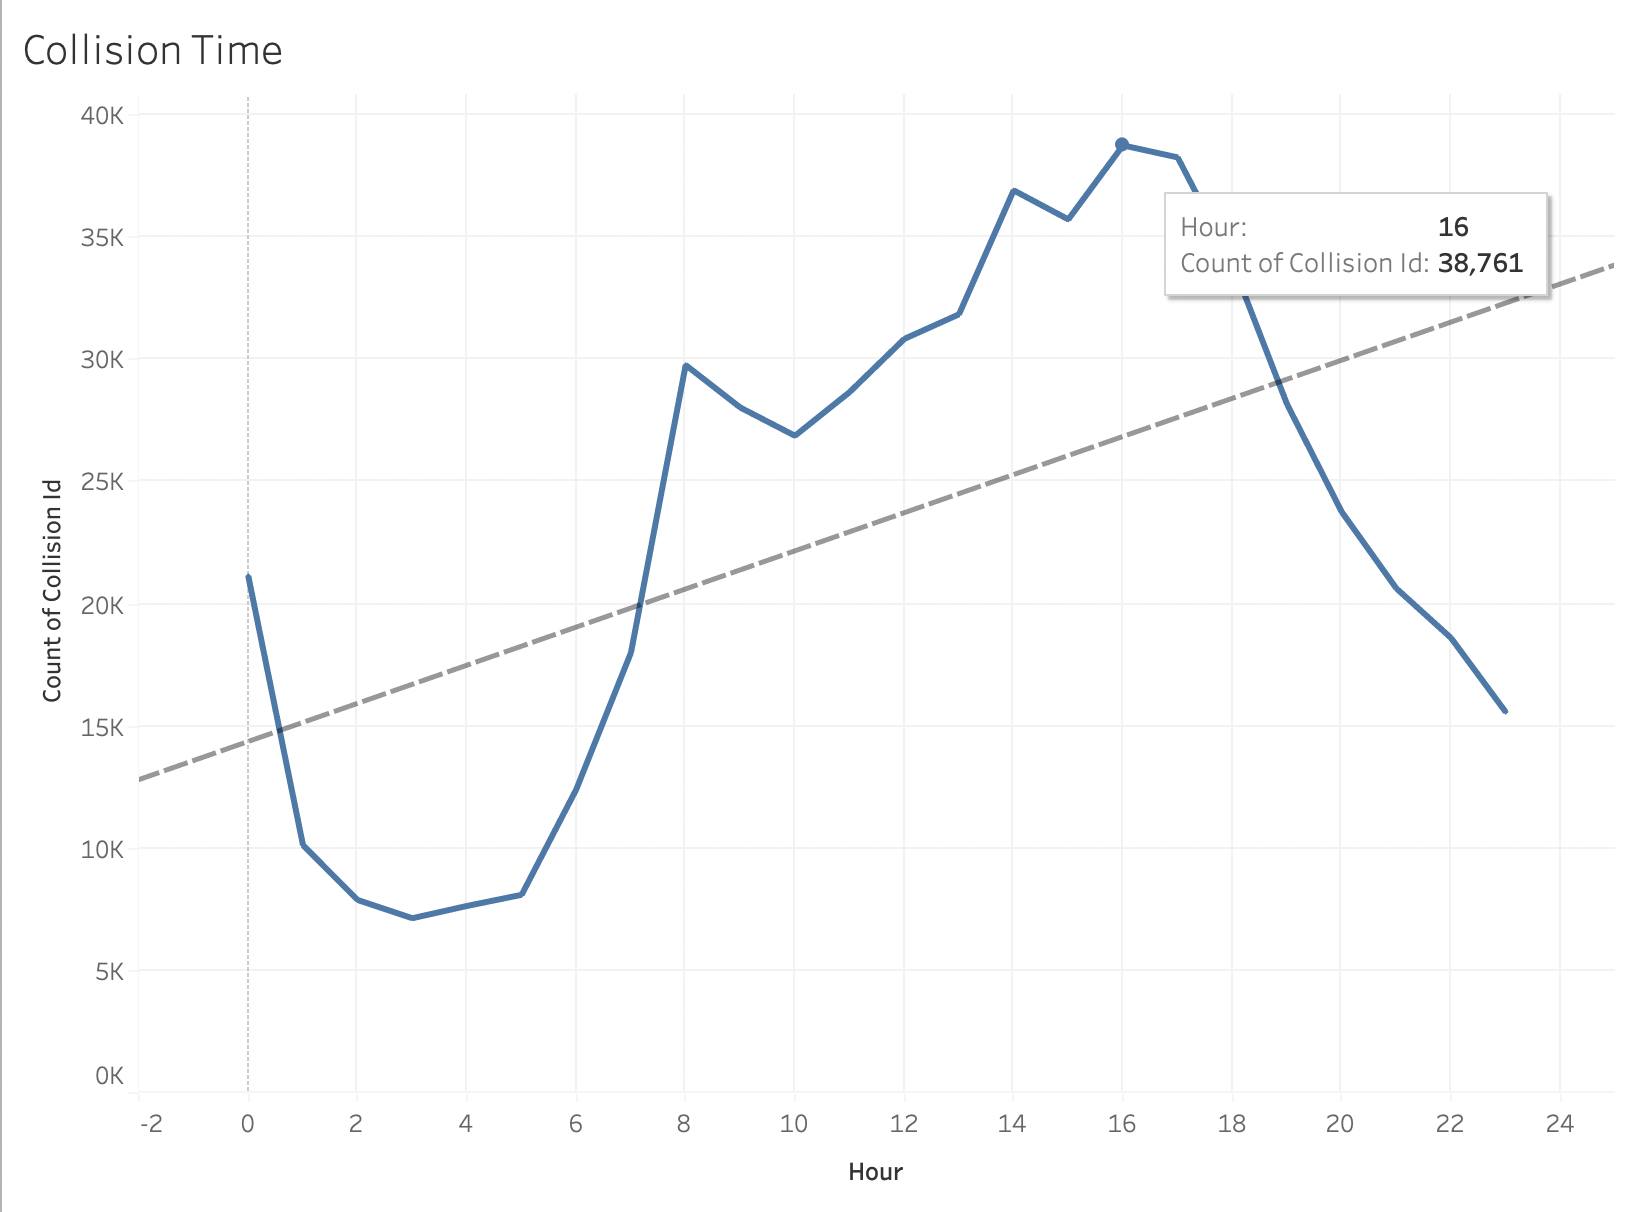 Collision Time
40K
35K
30K
25K
20K
15K
10K
5K
0K
Count of Collision Id
Hour: 16
Count of Collision Id: 38,761
-2 0 2 4 6 8 10 12 14 16 18 20 22 24
Hour